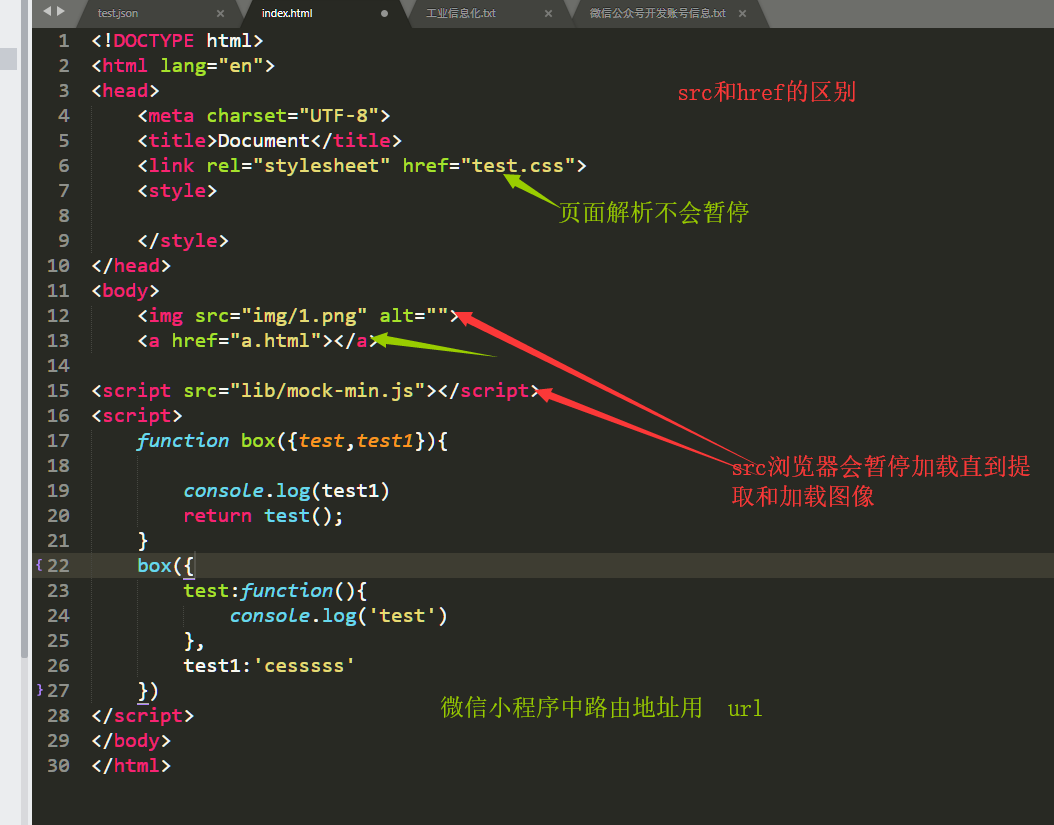 test.json × index.html 工业信息化.txt × 微信公众号开发账号信息.txt ×
1 <!DOCTYPE html>
2 <html lang="en">
3 <head>
src和href的区别
4 <meta charset="UTF-8">
5 <title>Document</title>
6 <link rel="stylesheet" href="test.css">
7 <style>
页面解析不会暂停
8
9 </style>
10 </head>
11 <body>
12 <img src="img/1.png" alt="">
13 <a href="a.html"></a>
14
15 <script src="lib/mock-min.js"></script>
16 <script>
17 function box({test,test1}){
18
src浏览器会暂停加载直到提
取和加载图像
19 console.log(test1)
20 return test();
21 }
{ 22 box({
23 test:function(){
24 console.log('test')
25 },
26 test1:'cesssss'
} 27 })
微信小程序中路由地址用 url
28 </script>
29 </body>
30 </html>